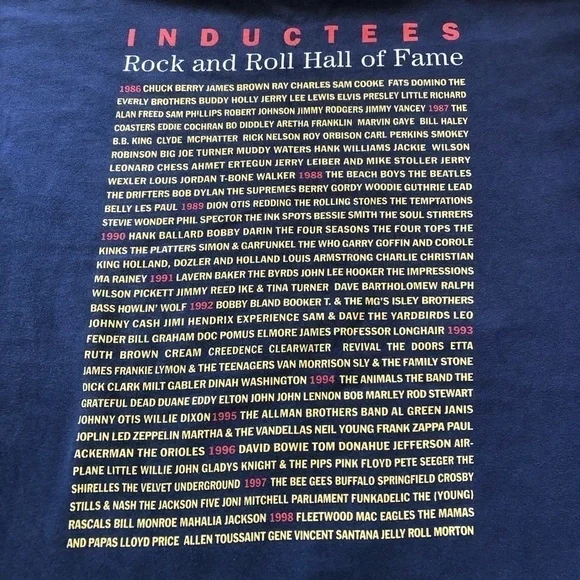 INDUCTEES
Rock and Roll Hall of Fame
1986 CHUCK BERRY JAMES BROWN RAY CHARLES SAM COOKE FATS DOMINO THE
EVERLY BROTHERS BUDDY HOLLY JERRY LEE LEWIS ELVIS PRESLEY LITTLE RICHARD
ALAN FREED SAM PHILLIPS ROBERT JOHNSON JIMMY RODGERS JIMMY YANCEY 1987 THE
COASTERS EDDIE COCHRAN BO DIDDLEY ARETHA FRANKLIN MARVIN GAYE BILL HALEY
B.B. KING CLYDE MCPHATTER RICK NELSON ROY ORBISON CARL PERKINS SMOKEY
ROBINSON BIG JOE TURNER MUDDY WATERS HANK WILLIAMS JACKIE WILSON
LEONARD CHESS AHMET ERTEGUN JERRY LEIBER AND MIKE STOLLER JERRY
WEXLER LOUIS JORDAN T-BONE WALKER 1988 THE BEACH BOYS THE BEATLES
THE DRIFTERS BOB DYLAN THE SUPREMES BERRY GORDY WOODIE GUTHRIE LEAD
BELLY LES PAUL 1989 DION OTIS REDDING THE ROLLING STONES THE TEMPTATIONS
STEVIE WONDER PHIL SPECTOR THE INK SPOTS BESSIE SMITH THE SOUL STIRRERS
1990 HANK BALLARD BOBBY DARIN THE FOUR SEASONS THE FOUR TOPS THE
KINKS THE PLATTERS SIMON & GARFUNKEL THE WHO GARRY GOFFIN AND COROLE
KING HOLLAND, DOZLER AND HOLLAND LOUIS ARMSTRONG CHARLIE CHRISTIAN
MA RAINEY 1991 LAVERN BAKER THE BYRDS JOHN LEE HOOKER THE IMPRESSIONS
WILSON PICKETT JIMMY REED IKE & TINA TURNER DAVE BARTHOLOMEW RALPH
BASS HOWLIN' WOLF 1992 BOBBY BLAND BOOKER T. & THE MG'S ISLEY BROTHERS
JOHNNY CASH JIMI HENDRIX EXPERIENCE SAM & DAVE THE YARDBIRDS LEO
FENDER BILL GRAHAM DOC POMUS ELMORE JAMES PROFESSOR LONGHAIR 1993
RUTH BROWN CREAM CREEDENCE CLEARWATER REVIVAL THE DOORS ETTA
JAMES FRANKIE LYMON & THE TEENAGERS VAN MORRISON SLY & THE FAMILY STONE
DICK CLARK MILT GABLER DINAH WASHINGTON 1994 THE ANIMALS THE BAND THE
GRATEFUL DEAD DUANE EDDY ELTON JOHN JOHN LENNON BOB MARLEY ROD STEWART
JOHNNY OTIS WILLIE DIXON 1995 THE ALLMAN BROTHERS BAND AL GREEN JANIS
JOPLIN LED ZEPPELIN MARTHA & THE VANDELLAS NEIL YOUNG FRANK ZAPPA PAUL
ACKERMAN THE ORIOLES 1996 DAVID BOWIE TOM DONAHUE JEFFERSON AIR-
PLANE LITTLE WILLIE JOHN GLADYS KNIGHT & THE PIPS PINK FLOYD PETE SEEGER THE
SHIRELLES THE VELVET UNDERGROUND 1997 THE BEE GEES BUFFALO SPRINGFIELD CROSBY
STILLS & NASH THE JACKSON FIVE JONI MITCHELL PARLIAMENT FUNKADELIC THE (YOUNG)
RASCALS BILL MONROE MAHALIA JACKSON 1998 FLEETWOOD MAC EAGLES THE MAMAS
AND PAPAS LLOYD PRICE ALLEN TOUSSAINT GENE VINCENT SANTANA JELLY ROLL MORTON